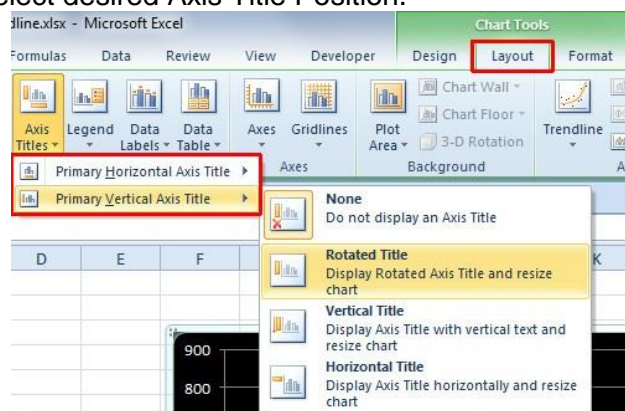 elect desired Axis Title Position.
dline.xlsx - Microsoft Excel
Chart Tools
Formulas Data Review View Developer Design Layout Format
Axis Titles
Legend
Data Labels
Data Table
Axes
Gridlines
Plot Area
Chart Wall
Chart Floor
3-D Rotation
Trendline
Axes Background A
Primary Horizontal Axis Title
Primary Vertical Axis Title
None
Do not display an Axis Title
Rotated Title
Display Rotated Axis Title and resize
chart
Vertical Title
Display Axis Title with vertical text and
resize chart
Horizontal Title
Display Axis Title horizontally and resize
chart
D E F K
900
800